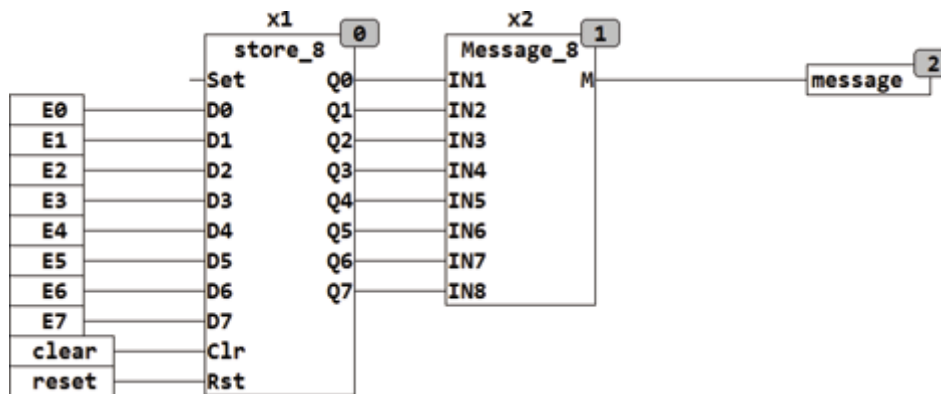 x1 x2
0 1
store_8 Message_8 2
Set Q0 IN1 M message
E0 D0 Q1 IN2
E1 D1 Q2 IN3
E2 D2 Q3 IN4
E3 D3 Q4 IN5
E4 D4 Q5 IN6
E5 D5 Q6 IN7
E6 D6 Q7 IN8
E7 D7
clear Clr
reset Rst